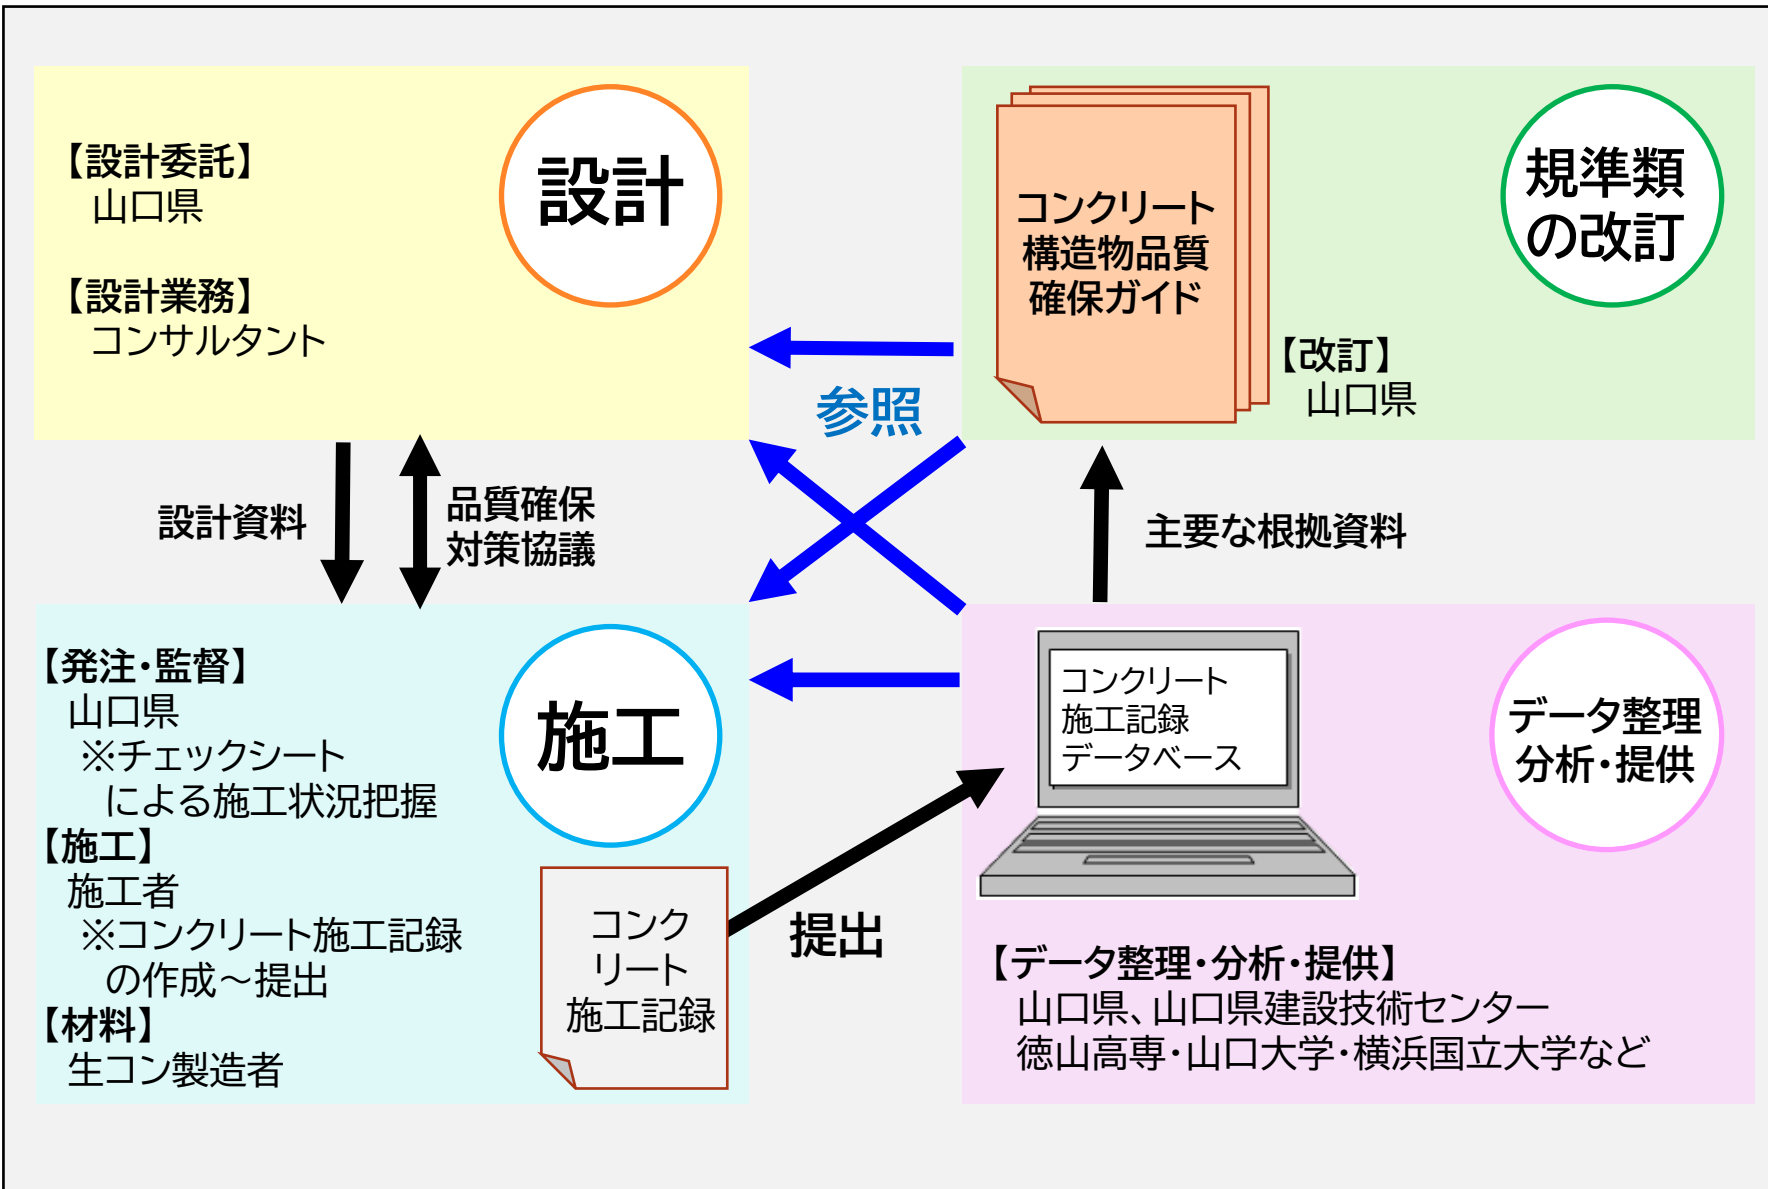 【設計委託】
山口県
【設計業務】
コンサルタント
設計
コンクリート
構造物品質
確保ガイド
規準類
の改訂
【改訂】
山口県
参照
設計資料
品質確保
対策協議
主要な根拠資料
【発注・監督】
山口県
※チェックシート
による施工状況把握
【施工】
施工者
※コンクリート施工記録
の作成～提出
【材料】
生コン製造者
施工
コンク
リート
施工記録
提出
コンクリート
施工記録
データベース
データ整理
分析・提供
【データ整理・分析・提供】
山口県、山口県建設技術センター
徳山高専・山口大学・横浜国立大学など